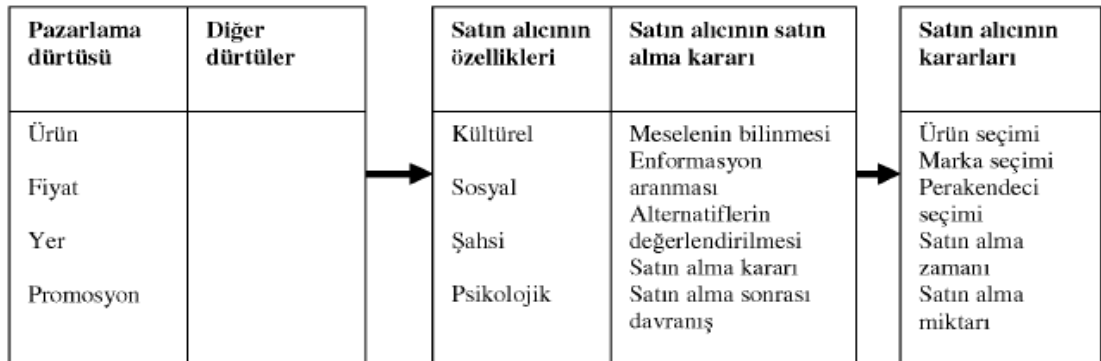 Pazarlama
dürtüsü
Diğer
dürtüler
Ürün
Fiyat
Yer
Promosyon
Satın alıcının
özellikleri
Satın alıcının satın
alma kararı
Kültürel
Sosyal
Şahsi
Psikolojik
Meselenin bilinmesi
Enformasyon
aranması
Alternatiflerin
değerlendirilmesi
Satın alma kararı
Satın alma sonrası
davranış
Satın alıcının
kararları
Ürün seçimi
Marka seçimi
Perakendeci
seçimi
Satın alma
zamanı
Satın alma
miktarı